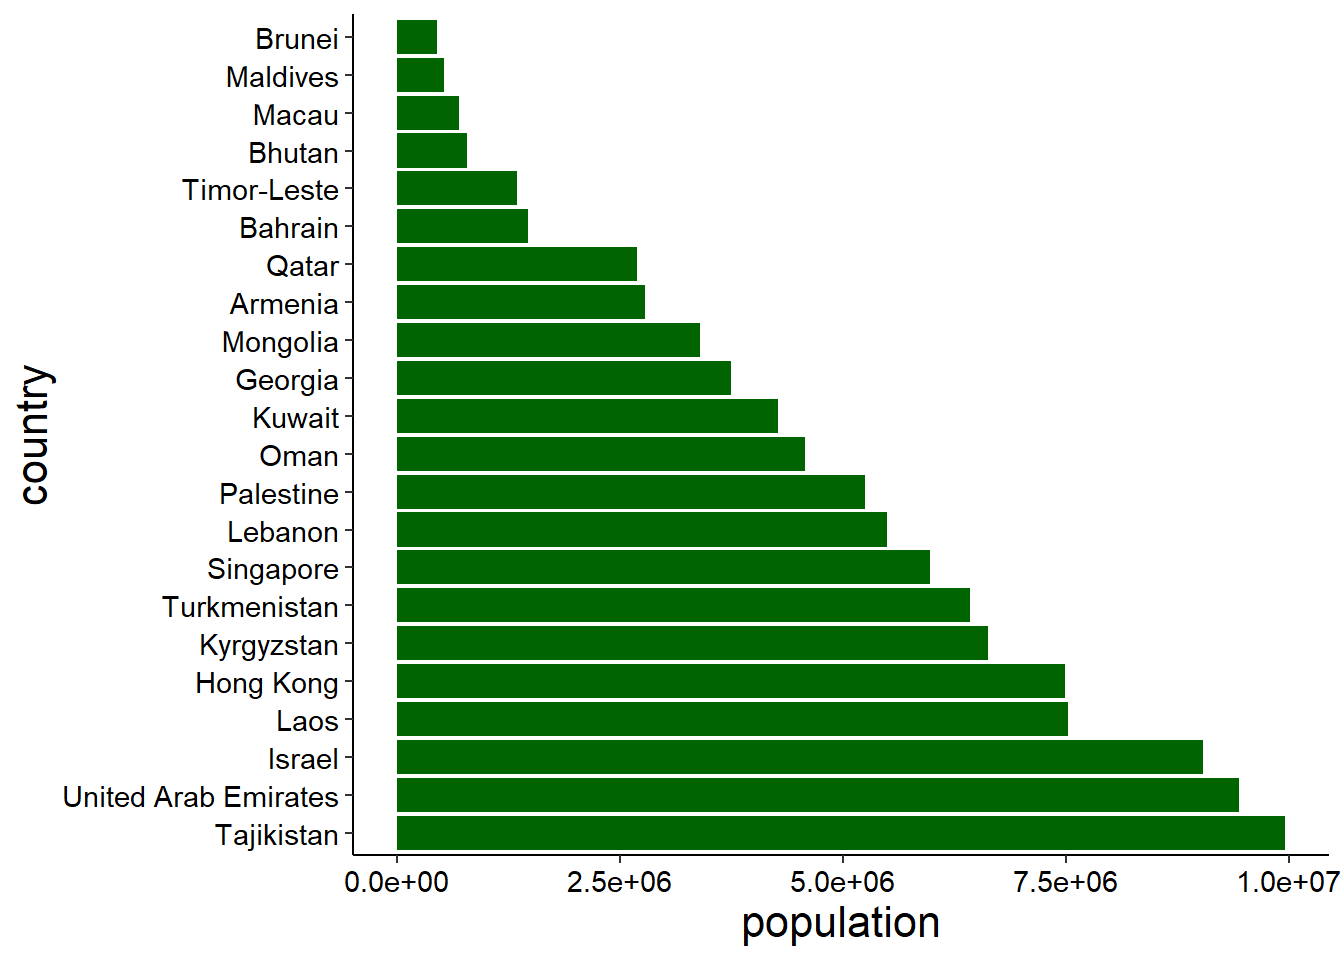 Brunei
Maldives
Macau
Bhutan
Timor-Leste
Bahrain
Qatar
Armenia
Mongolia
Georgia
Kuwait
Oman
Palestine
Lebanon
Singapore
Turkmenistan
Kyrgyzstan
Hong Kong
Laos
Israel
United Arab Emirates
Tajikistan
country
0.0e+00 2.5e+06 5.0e+06 7.5e+06 1.0e+07
population